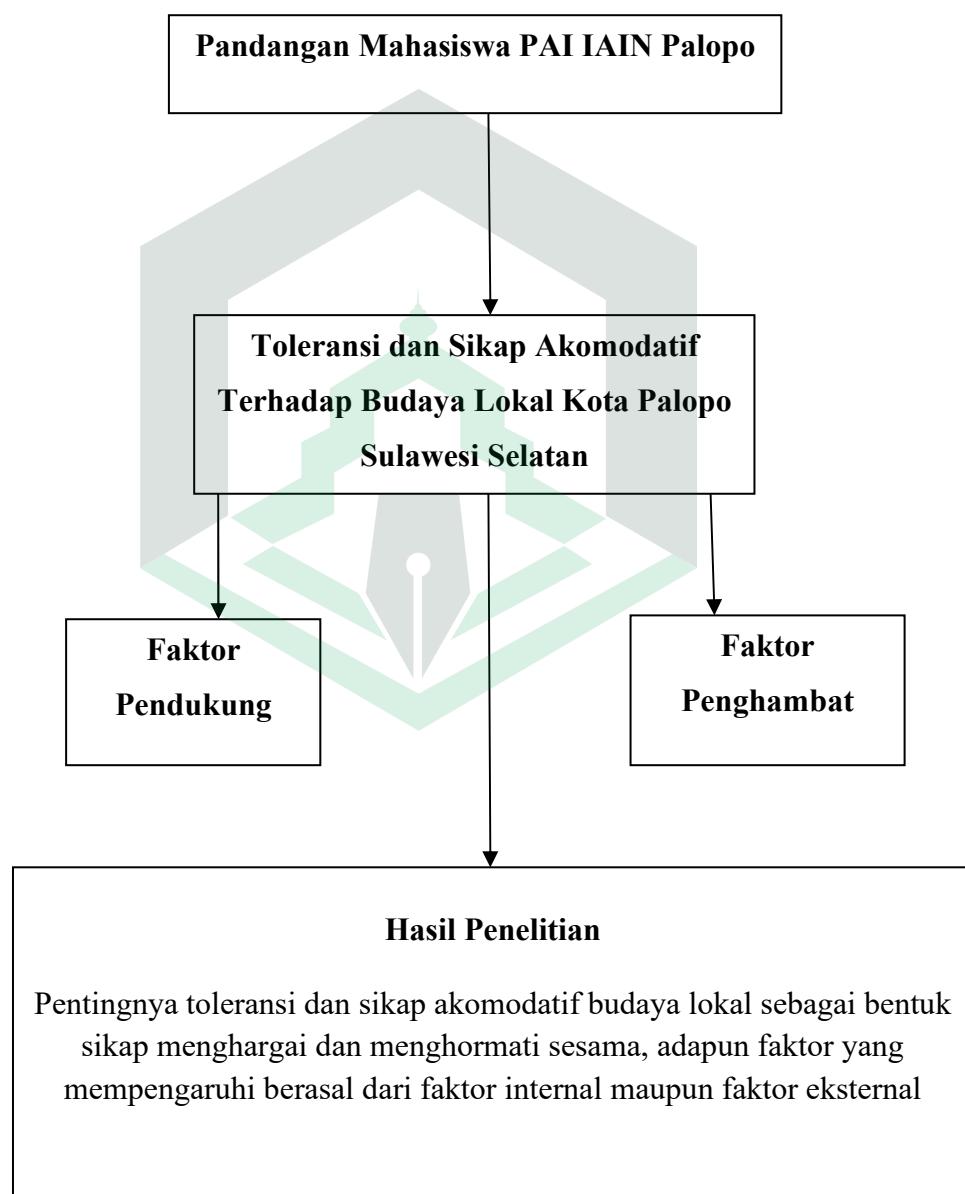 Pandangan Mahasiswa PAI IAIN Palopo
Toleransi dan Sikap Akomodatif
Terhadap Budaya Lokal Kota Palopo
Sulawesi Selatan
Faktor
Pendukung
Faktor
Penghambat
Hasil Penelitian
Pentingnya toleransi dan sikap akomodatif budaya lokal sebagai bentuk
sikap menghargai dan menghormati sesama, adapun faktor yang
mempengaruhi berasal dari faktor internal maupun faktor eksternal